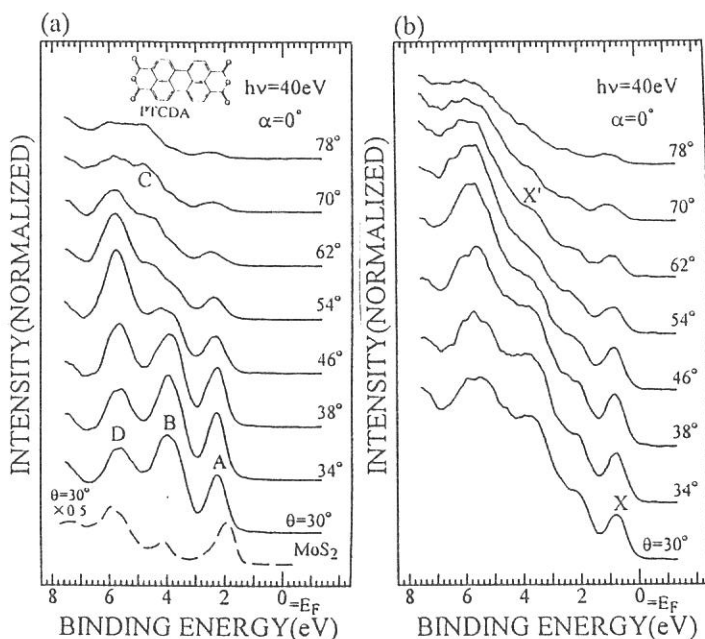 (a)
PTCDA
hν=40eV
α=0°
78°
70°
62°
54°
46°
38°
34°
θ=30°
C
D
B
A
θ=30°
×0.5
MoS2
INTENSITY(NORMALIZED)
8
6
4
2
0
=EF
BINDING ENERGY(eV)
(b)
hν=40eV
α=0°
78°
70°
62°
54°
46°
38°
34°
θ=30°
X'
X
INTENSITY(NORMALIZED)
8
6
4
2
0
=EF
BINDING ENERGY(eV)